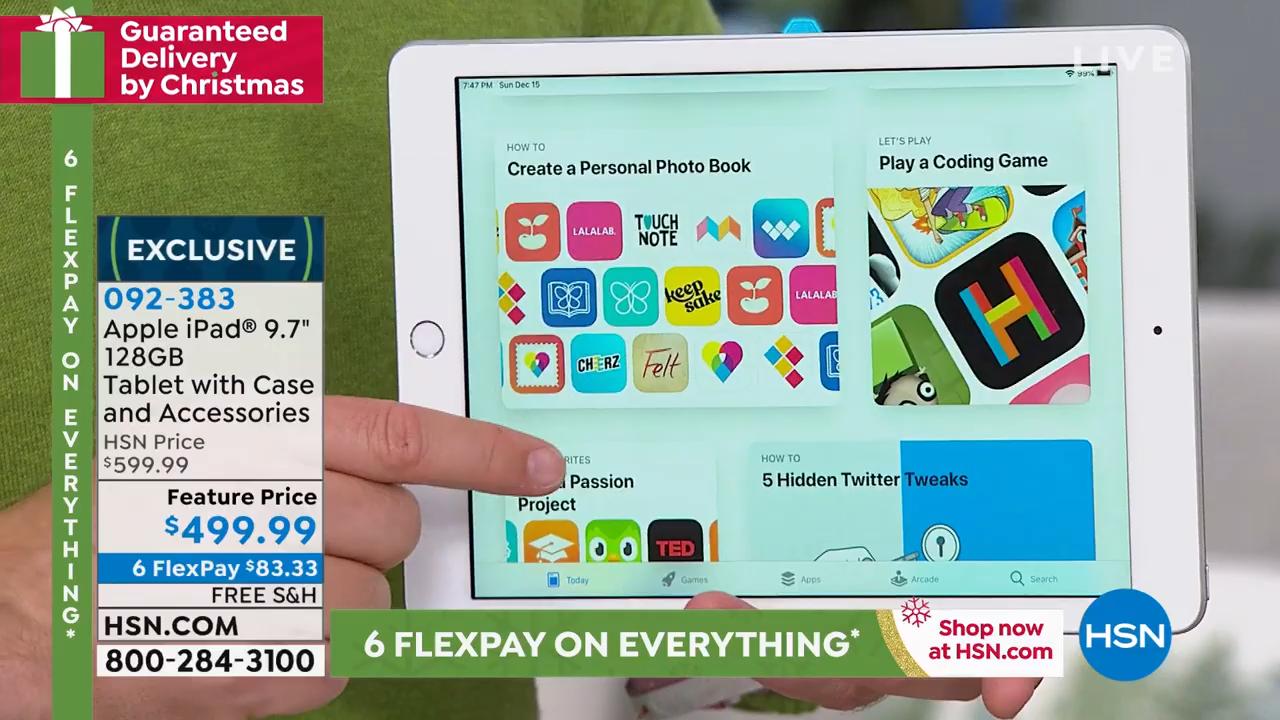 Guaranteed
Delivery
by Christmas
LIVE
6 FLEXPAY ON EVERYTHING*
EXCLUSIVE
092-383
Apple iPad® 9.7"
128GB
Tablet with Case
and Accessories
HSN Price
$599.99
Feature Price
$499.99
6 FlexPay $83.33
FREE S&H
HSN.COM
800-284-3100
7:47 PM Sun Dec 15
99%
HOW TO
Create a Personal Photo Book
LALALAB.
TOUCH
NOTE
keep
sake
LALALAB.
CHEERZ
Felt
LET'S PLAY
Play a Coding Game
H
Passion
Project
TED
HOW TO
5 Hidden Twitter Tweaks
Today
Games
Apps
Arcade
Search
6 FLEXPAY ON EVERYTHING*
Shop now
at HSN.com
HSN